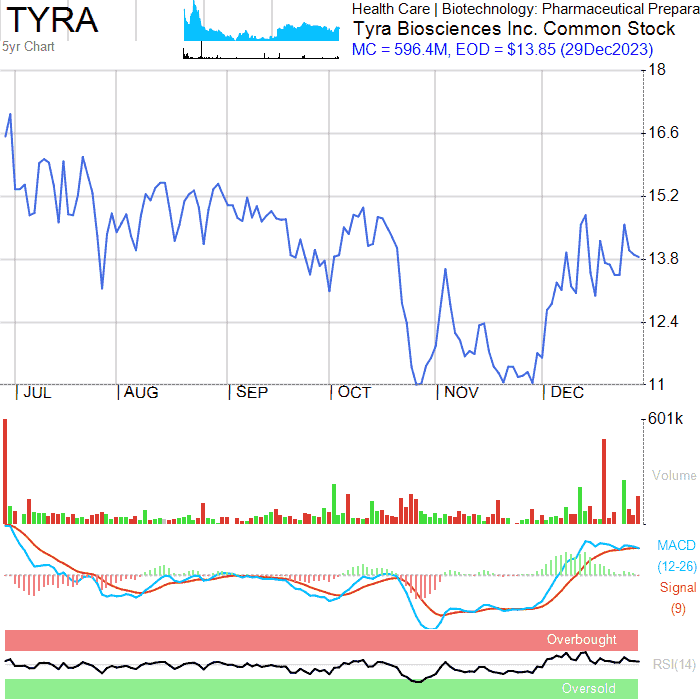 TYRA
5yr Chart
Health Care | Biotechnology: Pharmaceutical Prepara
Tyra Biosciences Inc. Common Stock
MC = 596.4M, EOD = $13.85 (29Dec2023)
18
16.6
15.2
13.8
12.4
11
JUL AUG SEP OCT NOV DEC
601k
Volume
MACD
(12-26)
Signal
(9)
Overbought
RSI(14)
Oversold